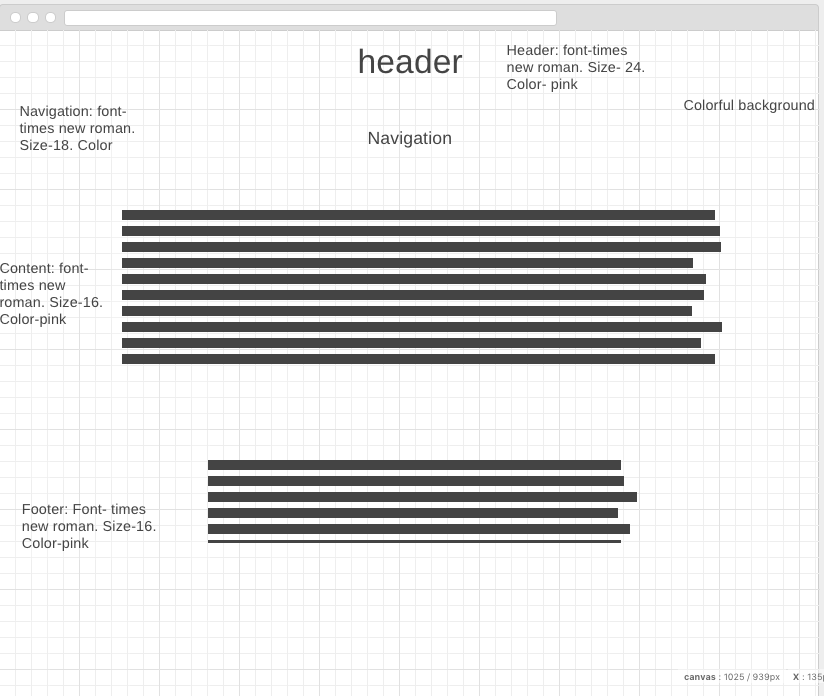 header
Header: font-times
new roman. Size- 24.
Color- pink
Colorful background
Navigation: font-
times new roman.
Size-18. Color
Navigation
Content: font-
times new
roman. Size-16.
Color-pink
Footer: Font- times
new roman. Size-16.
Color-pink
canvas : 1025 / 939px X : 135p